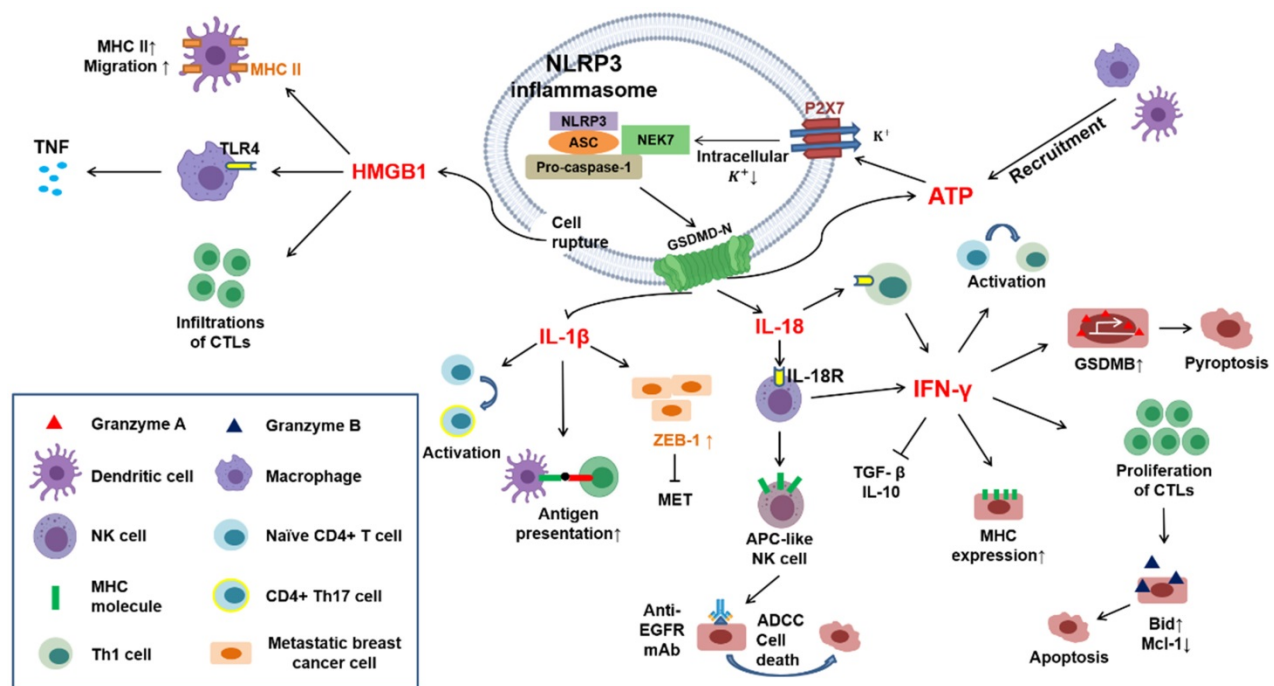 MHC II↑
Migration ↑
MHC II
TNF
TLR4
HMGB1
Infiltrations
of CTLs
NLRP3
inflammasome
NLRP3
ASC
NEK7
Pro-caspase-1
Intracellular
K⁺↓
P2X7
K⁺
Cell
rupture
GSDMD-N
ATP
Recruitment
Activation
IL-1β
IL-18
IL-18R
IFN-γ
GSDMB↑
Pyroptosis
Activation
Antigen
presentation↑
ZEB-1 ↑
MET
APC-like
NK cell
TGF- β
IL-10
MHC
expression↑
Proliferation
of CTLs
Anti-
EGFR
mAb
ADCC
Cell
death
Apoptosis
Bid↑
Mcl-1↓
Granzyme A
Granzyme B
Dendritic cell
Macrophage
NK cell
Naïve CD4+ T cell
MHC
molecule
CD4+ Th17 cell
Th1 cell
Metastatic breast
cancer cell